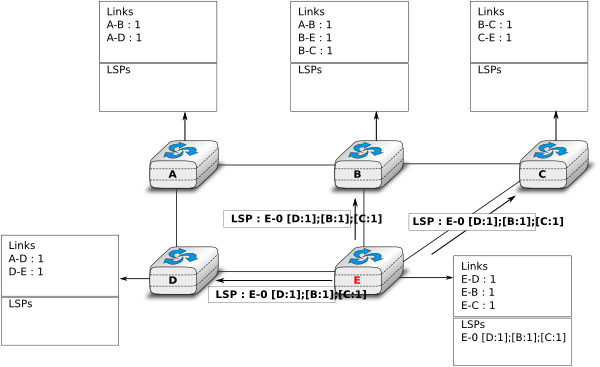 Links
A-B : 1
A-D : 1
LSPs
Links
A-B : 1
B-E : 1
B-C : 1
LSPs
Links
B-C : 1
C-E : 1
LSPs
A
B
C
LSP : E-0 [D:1];[B:1];[C:1]
LSP : E-0 [D:1];[B:1];[C:1]
Links
A-D : 1
D-E : 1
LSPs
D
E
LSP : E-0 [D:1];[B:1];[C:1]
Links
E-D : 1
E-B : 1
E-C : 1
LSPs
E-0 [D:1];[B:1];[C:1]